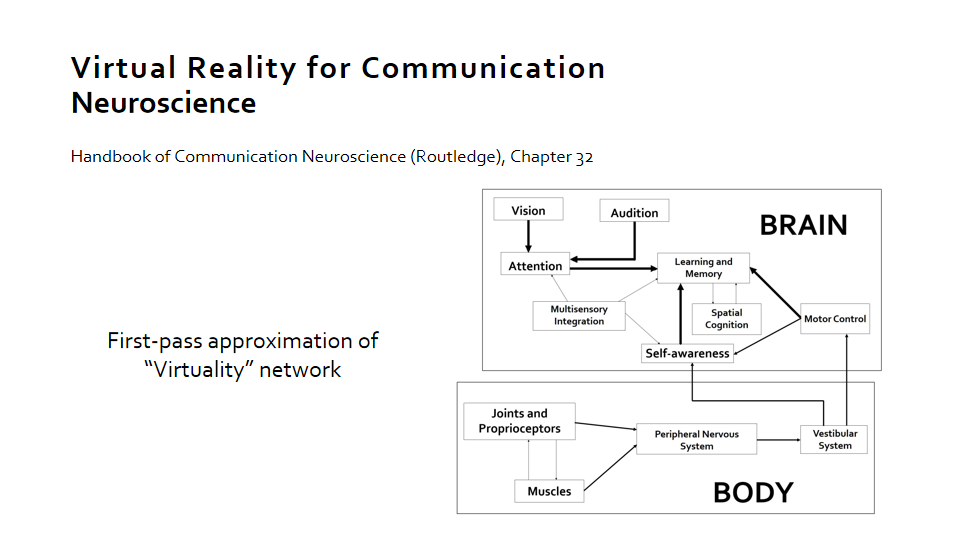 Virtual Reality for Communication
Neuroscience
Handbook of Communication Neuroscience (Routledge), Chapter 32
First-pass approximation of
“Virtuality” network
BRAIN
Vision
Audition
Attention
Learning and
Memory
Multisensory
Integration
Spatial
Cognition
Motor Control
Self-awareness
Joints and
Proprioceptors
Peripheral Nervous
System
Vestibular
System
Muscles
BODY